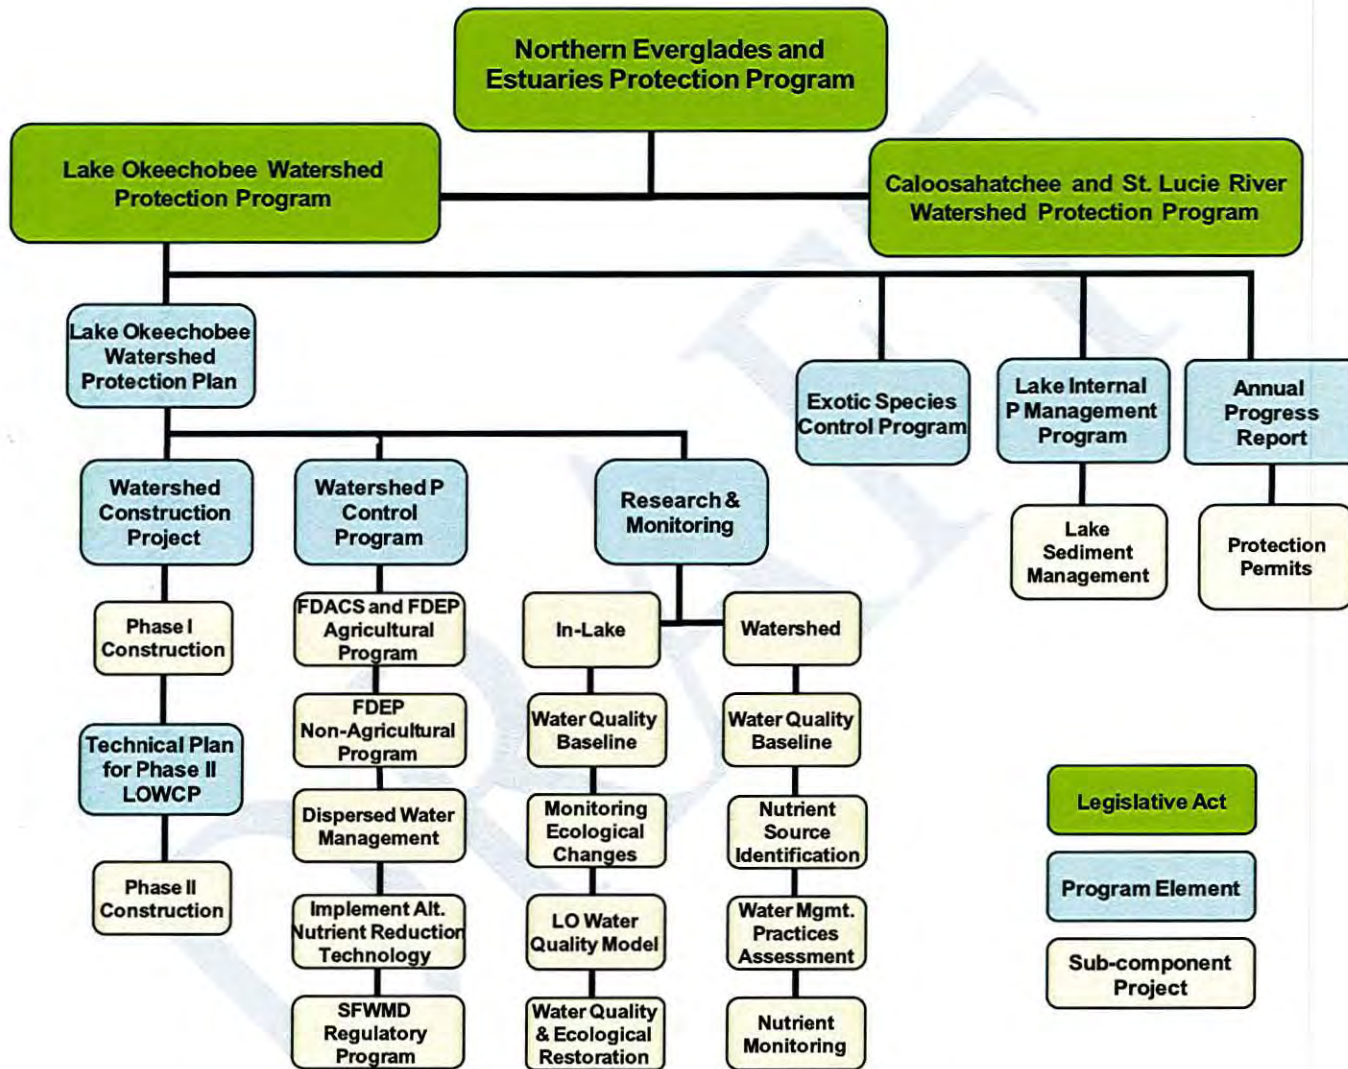 Northern Everglades and
Estuaries Protection Program
Lake Okeechobee Watershed
Protection Program
Caloosahatchee and St. Lucie River
Watershed Protection Program
Lake Okeechobee
Watershed
Protection Plan
Exotic Species
Control Program
Lake Internal
P Management
Program
Annual
Progress
Report
Watershed
Construction
Project
Watershed P
Control
Program
Research &
Monitoring
Lake
Sediment
Management
Protection
Permits
Phase I
Construction
Technical Plan
for Phase II
LOWCP
Phase II
Construction
FDACS and FDEP
Agricultural
Program
FDEP
Non-Agricultural
Program
Dispersed Water
Management
Implement Alt.
Nutrient Reduction
Technology
SFWMD
Regulatory
Program
In-Lake
Water Quality
Baseline
Monitoring
Ecological
Changes
LO Water
Quality Model
Water Quality
& Ecological
Restoration
Watershed
Water Quality
Baseline
Nutrient
Source
Identification
Water Mgmt.
Practices
Assessment
Nutrient
Monitoring
Legislative Act
Program Element
Sub-component
Project
DRAFT